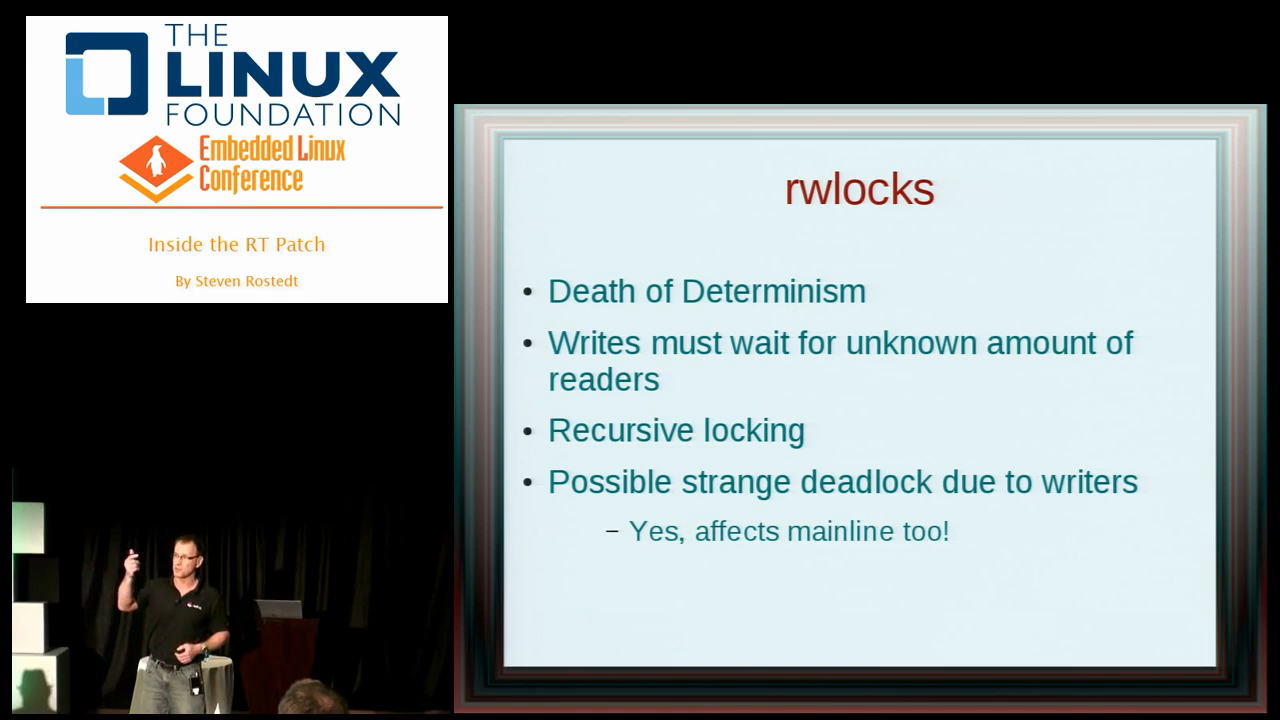 THE
LINUX
FOUNDATION
Embedded Linux
Conference
Inside the RT Patch
By Steven Rostedt
rwlocks
• Death of Determinism
• Writes must wait for unknown amount of
readers
• Recursive locking
• Possible strange deadlock due to writers
– Yes, affects mainline too!